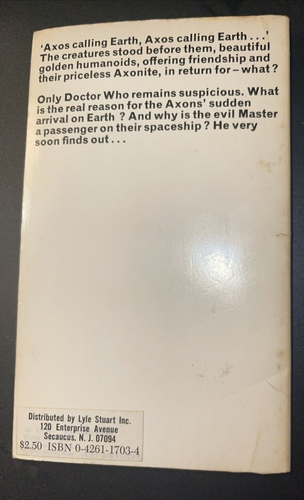 'Axos calling Earth, Axos calling Earth . . .'
The creatures stood before them, beautiful
golden humanoids, offering friendship and
their priceless Axonite, in return for – what ?
Only Doctor Who remains suspicious. What
is the real reason for the Axons' sudden
arrival on Earth ? And why is the evil Master
a passenger on their spaceship ? He very
soon finds out . . .
Distributed by Lyle Stuart Inc.
120 Enterprise Avenue
Secaucus, N. J. 07094
$2.50 ISBN 0-4261-1703-4